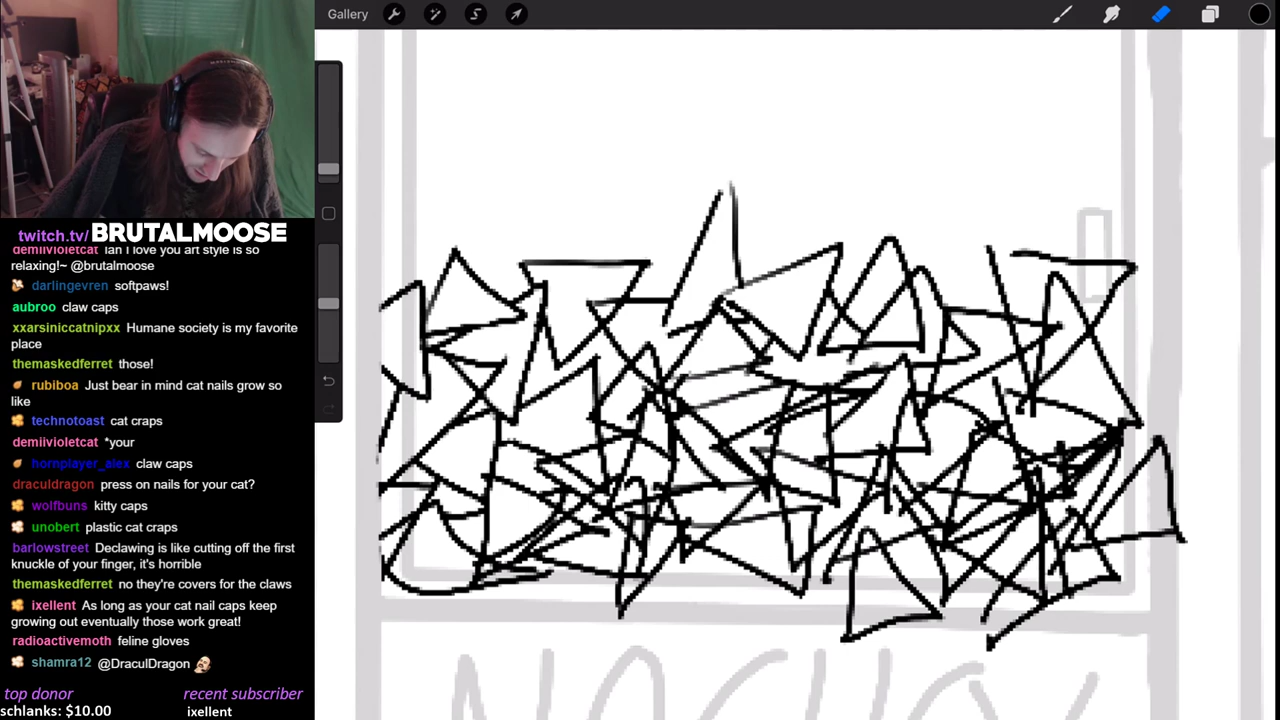 Gallery
twitch.tv/BRUTALMOOSE
demiivioletcat Ian I love you art style is so
relaxing!~ @brutalmoose
darlingevren softpaws!
aubroo claw caps
xxarsiniccatnipxx Humane society is my favorite
place
themaskedferret those!
rubiboa Just bear in mind cat nails grow so
like
technotoast cat craps
demiivioletcat *your
hornplayer_alex claw caps
draculdragon press on nails for your cat?
wolfbuns kitty caps
unobert plastic cat craps
barlowstreet Declawing is like cutting off the first
knuckle of your finger, it's horrible
themaskedferret no they're covers for the claws
ixellent As long as your cat nail caps keep
growing out eventually those work great!
radioactivemoth feline gloves
shamra12 @DraculDragon
top donor
schlanks: $10.00
recent subscriber
ixellent